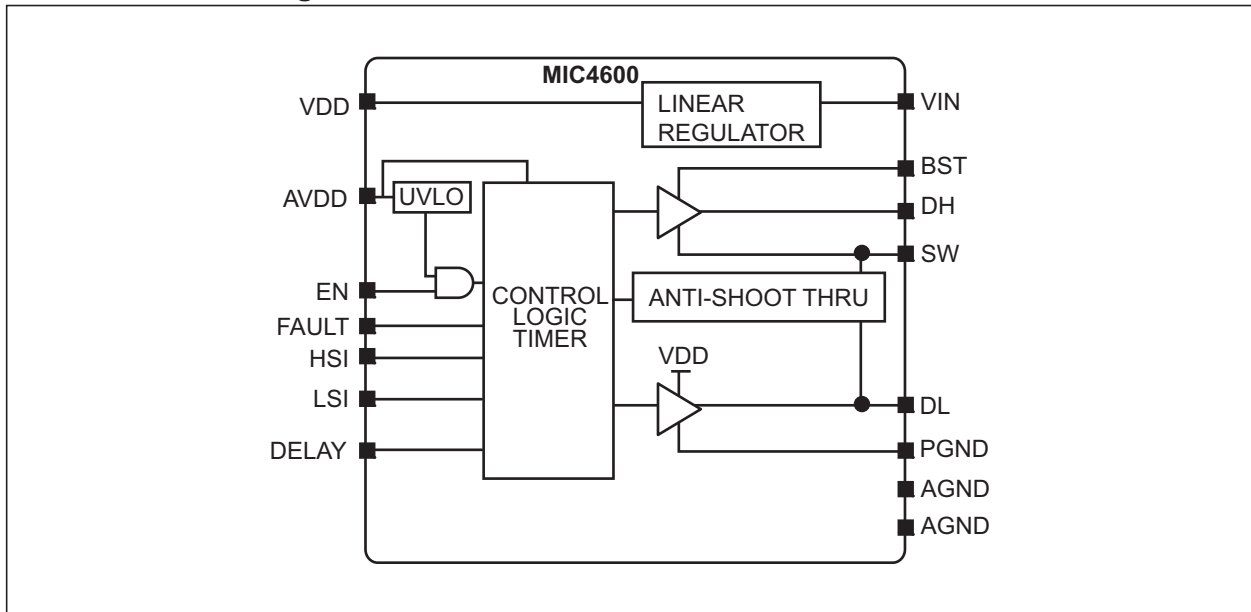 MIC4600
VDD
LINEAR
REGULATOR
VIN
BST
AVDD
UVLO
DH
SW
EN
CONTROL
LOGIC
TIMER
ANTI-SHOOT THRU
FAULT
HSI
VDD
LSI
DL
DELAY
PGND
AGND
AGND